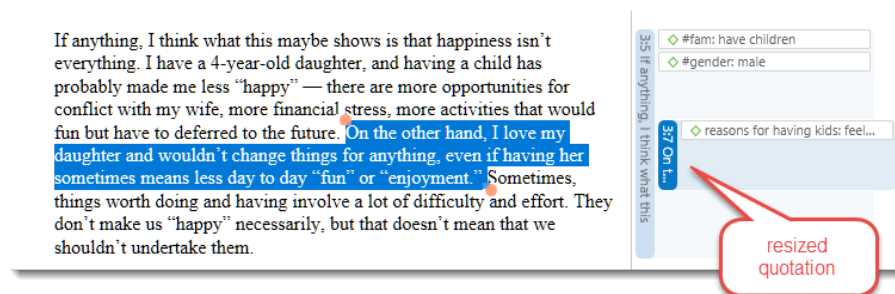 If anything, I think what this maybe shows is that happiness isn’t
everything. I have a 4-year-old daughter, and having a child has
probably made me less “happy” — there are more opportunities for
conflict with my wife, more financial stress, more activities that would
fun but have to deferred to the future. On the other hand, I love my
daughter and wouldn’t change things for anything, even if having her
sometimes means less day to day “fun” or “enjoyment.” Sometimes,
things worth doing and having involve a lot of difficulty and effort. They
don’t make us “happy” necessarily, but that doesn’t mean that we
shouldn’t undertake them.
3:5 If anything, I think what this
#fam: have children
#gender: male
3:7 On t...
reasons for having kids: feel...
resized
quotation